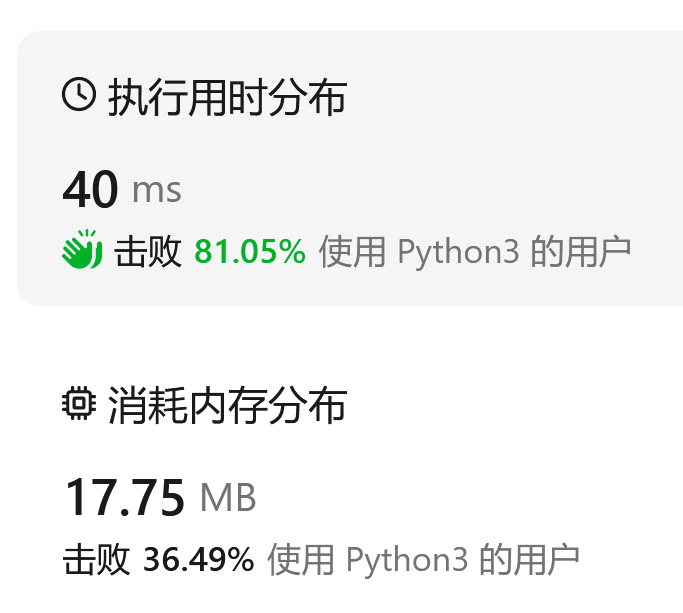 执行用时分布
40 ms
击败 81.05% 使用 Python3 的用户
消耗内存分布
17.75 MB
击败 36.49% 使用 Python3 的用户